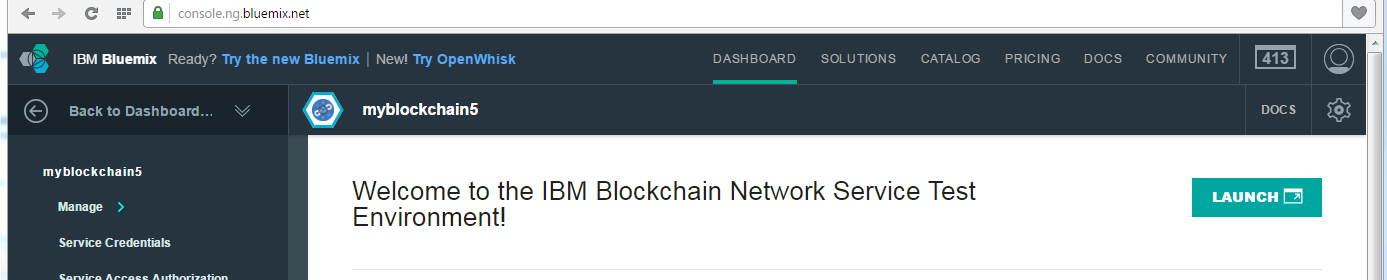 console.ng.bluemix.net
IBM Bluemix Ready? Try the new Bluemix | New! Try OpenWhisk DASHBOARD SOLUTIONS CATALOG PRICING DOCS COMMUNITY 413
Back to Dashboard... myblockchain5 DOCS
myblockchain5
Welcome to the IBM Blockchain Network Service Test
Environment!
LAUNCH
Manage
Service Credentials
Service Access Authorization